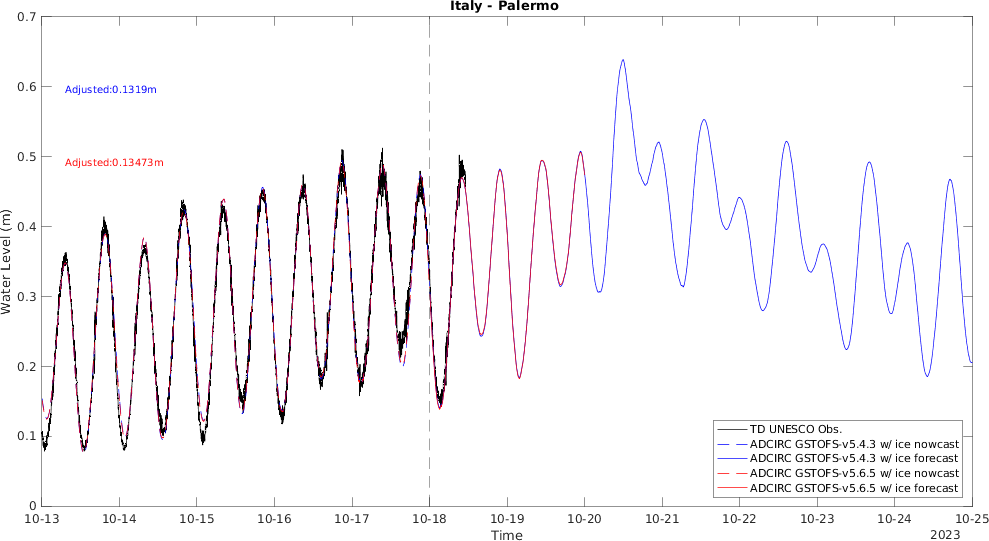 Italy - Palermo
0.7
0.6
0.5
0.4
0.3
0.2
0.1
0
Water Level (m)
Adjusted:0.1319m
Adjusted:0.13473m
TD UNESCO Obs.
ADCIRC GSTOFS-v5.4.3 w/ ice nowcast
ADCIRC GSTOFS-v5.4.3 w/ ice forecast
ADCIRC GSTOFS-v5.6.5 w/ ice nowcast
ADCIRC GSTOFS-v5.6.5 w/ ice forecast
10-13 10-14 10-15 10-16 10-17 10-18 10-19 10-20 10-21 10-22 10-23 10-24 10-25
Time
2023